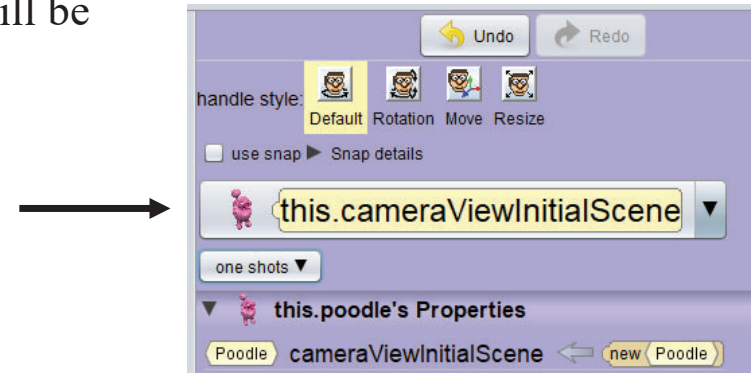 ill be
Undo Redo
handle style: Default Rotation Move Resize
use snap Snap details
this.cameraViewInitialScene
one shots
this.poodle's Properties
Poodle cameraViewInitialScene new Poodle